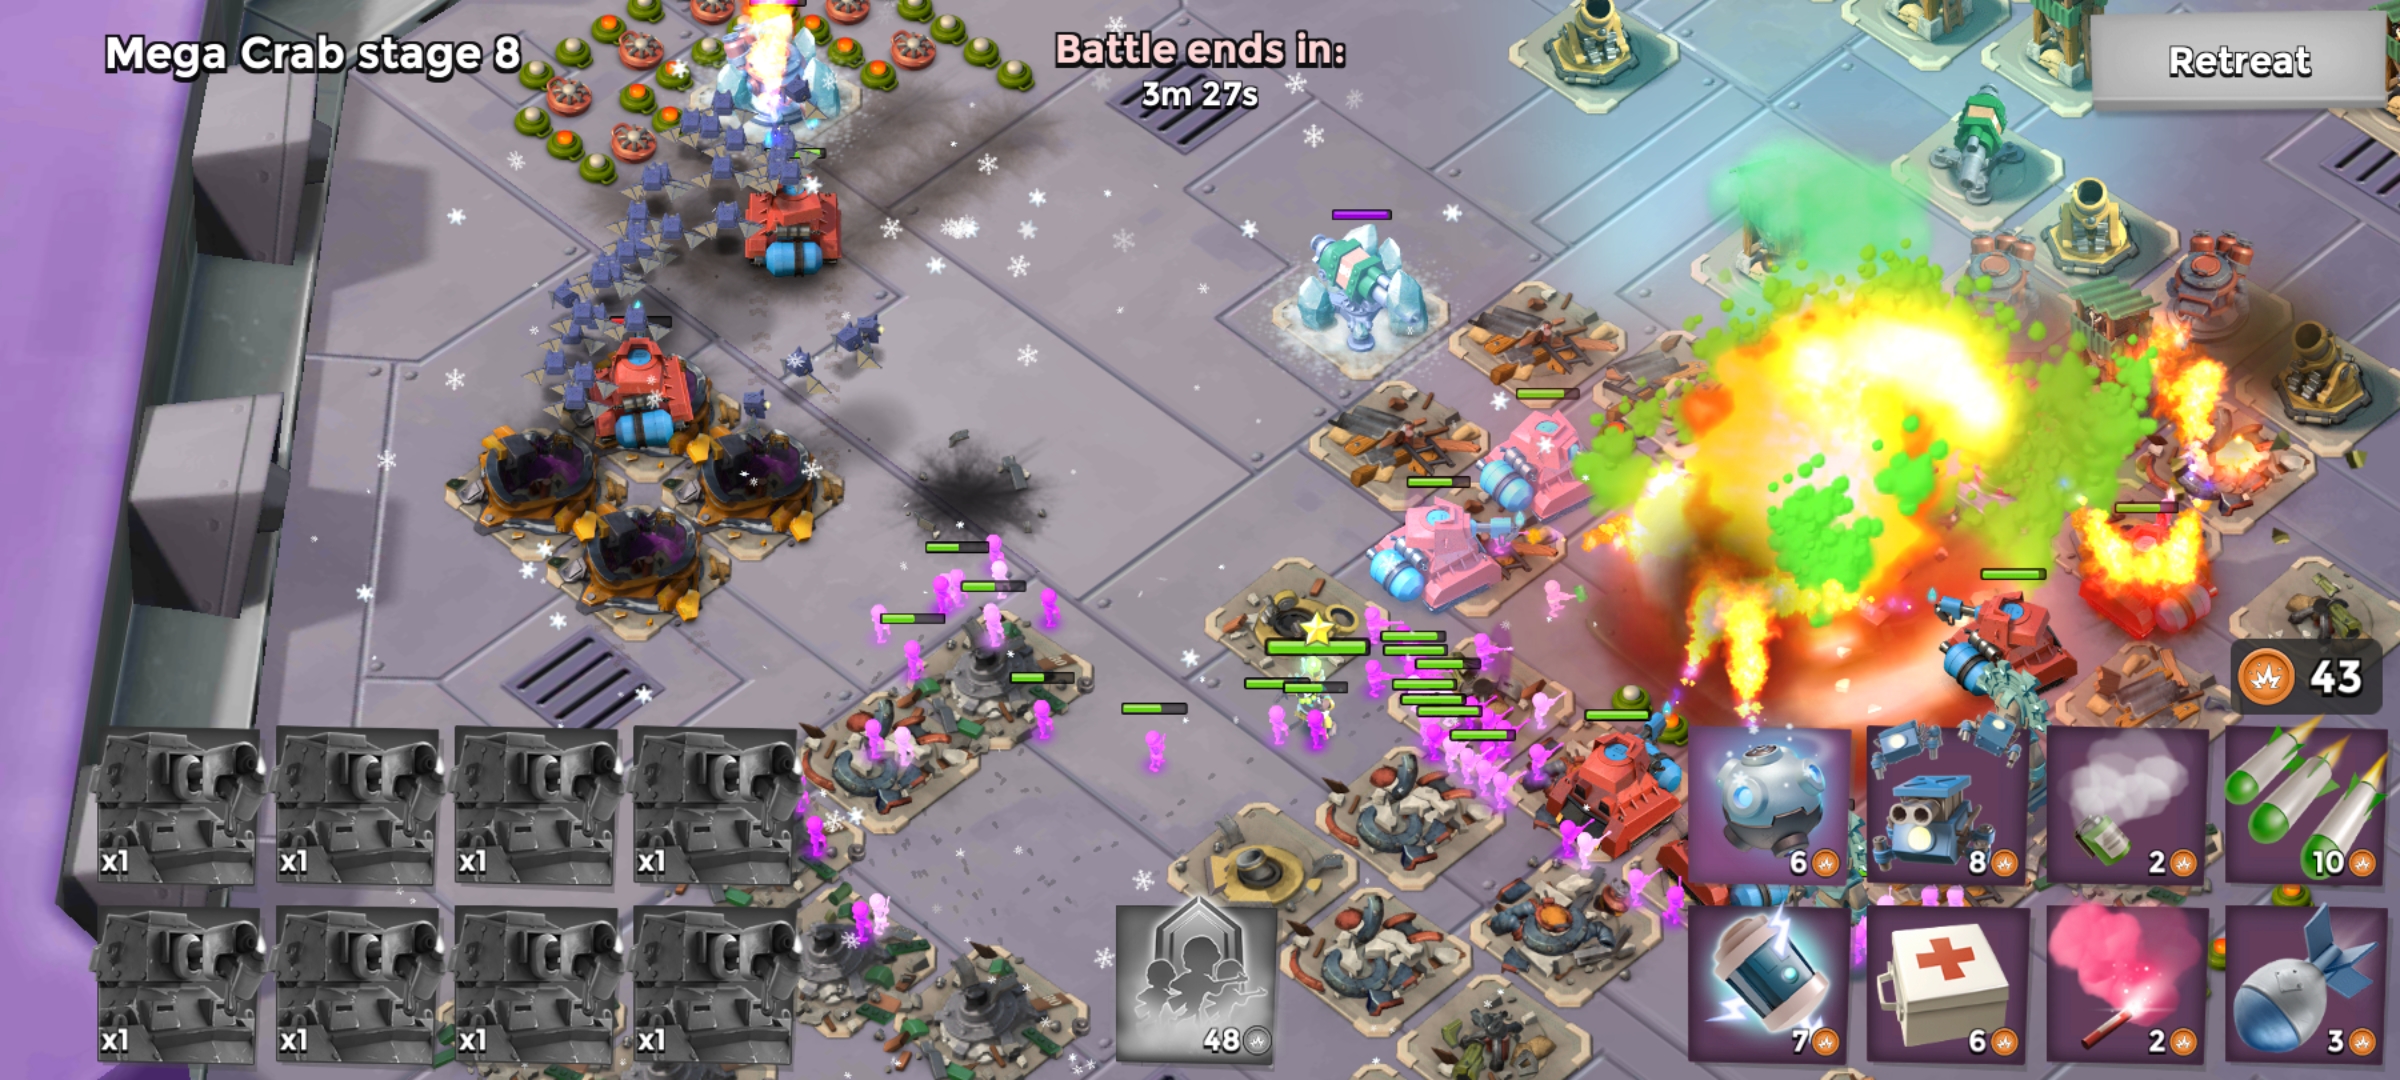 Mega Crab stage 8
Battle ends in:
3m 27s
Retreat
43
x1
x1
x1
x1
6
8
2
10
x1
x1
x1
x1
48
7
6
2
3